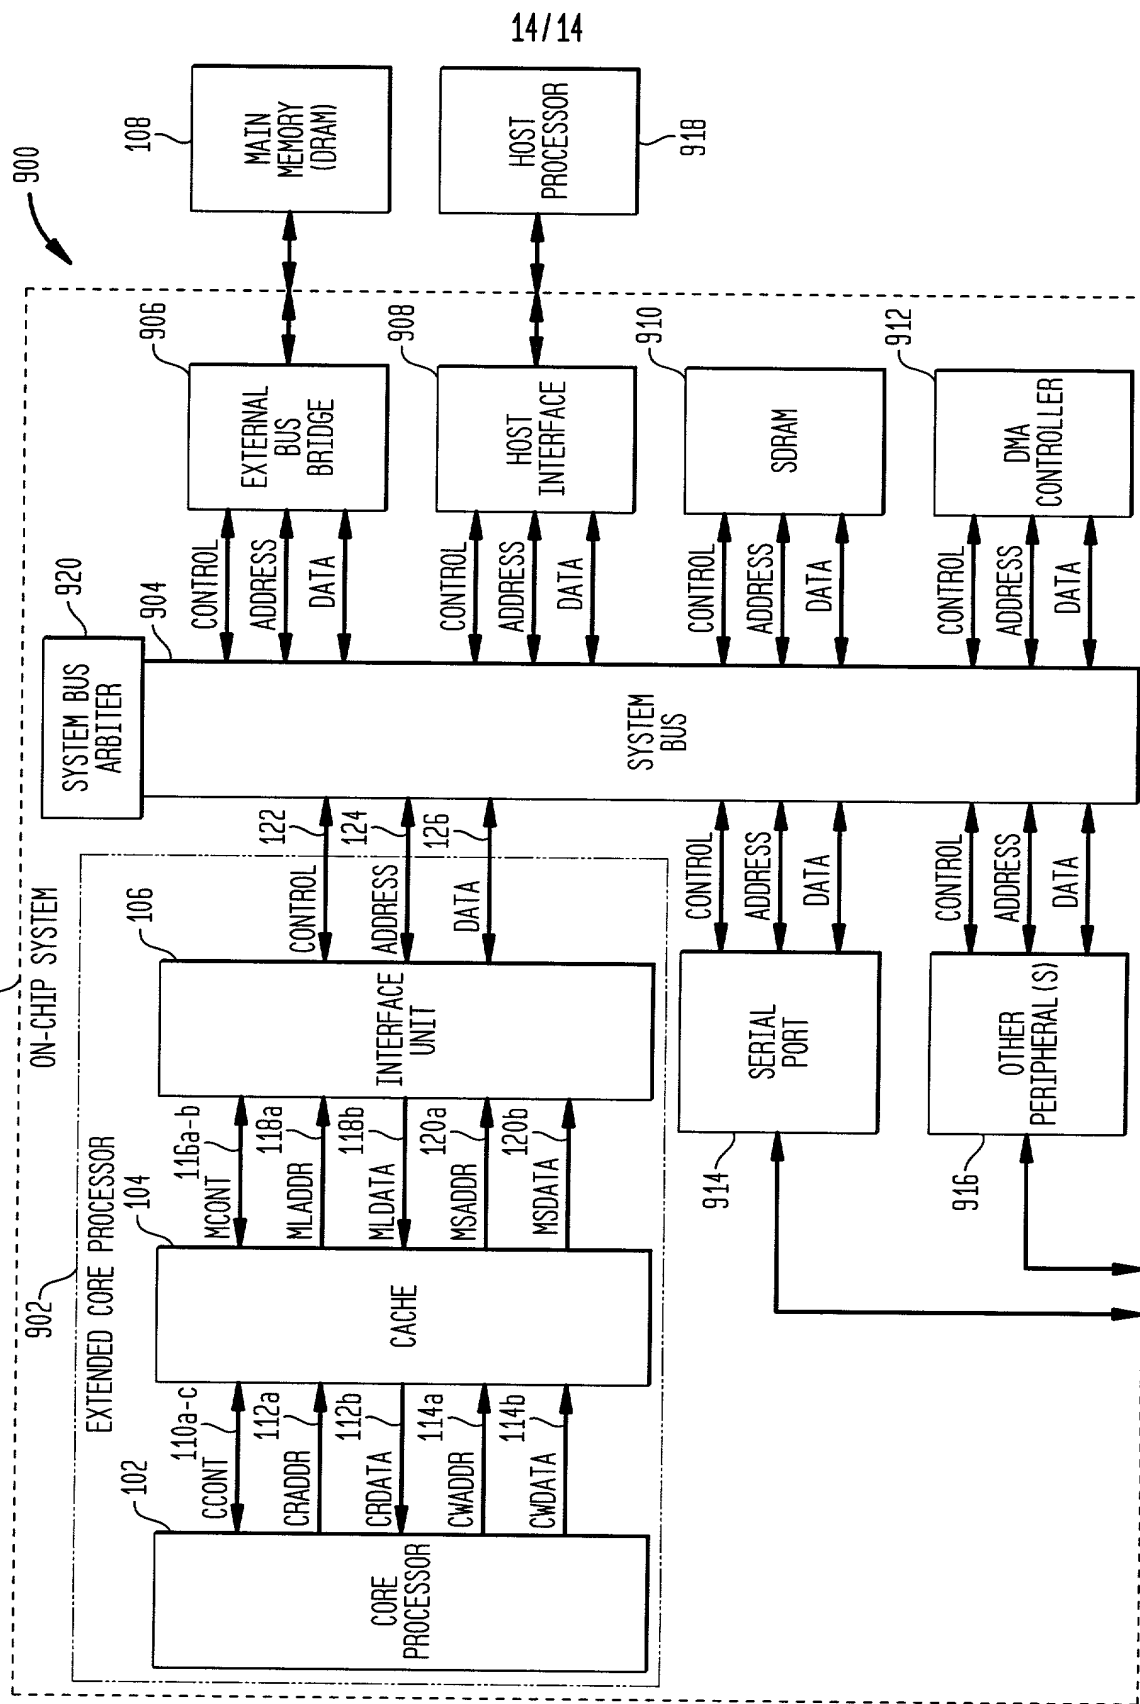 14/14
900
ON-CHIP SYSTEM
902
EXTENDED CORE PROCESSOR
102
CORE
PROCESSOR
CCONT
110a-c
CRADDR
112a
CRDATA
112b
CWADDR
114a
CWDATA
114b
104
CACHE
MCONT
116a-b
MLADDR
118a
MLDATA
118b
MSADDR
120a
MSDATA
120b
106
INTERFACE
UNIT
CONTROL
122
ADDRESS
124
DATA
126
SYSTEM BUS
ARBITER
920
904
SYSTEM
BUS
CONTROL
ADDRESS
DATA
906
EXTERNAL
BUS
BRIDGE
108
MAIN
MEMORY
(DRAM)
CONTROL
ADDRESS
DATA
908
HOST
INTERFACE
HOST
PROCESSOR
918
CONTROL
ADDRESS
DATA
910
SDRAM
CONTROL
ADDRESS
DATA
912
DMA
CONTROLLER
914
SERIAL
PORT
CONTROL
ADDRESS
DATA
916
OTHER
PERIPHERAL(S)
CONTROL
ADDRESS
DATA